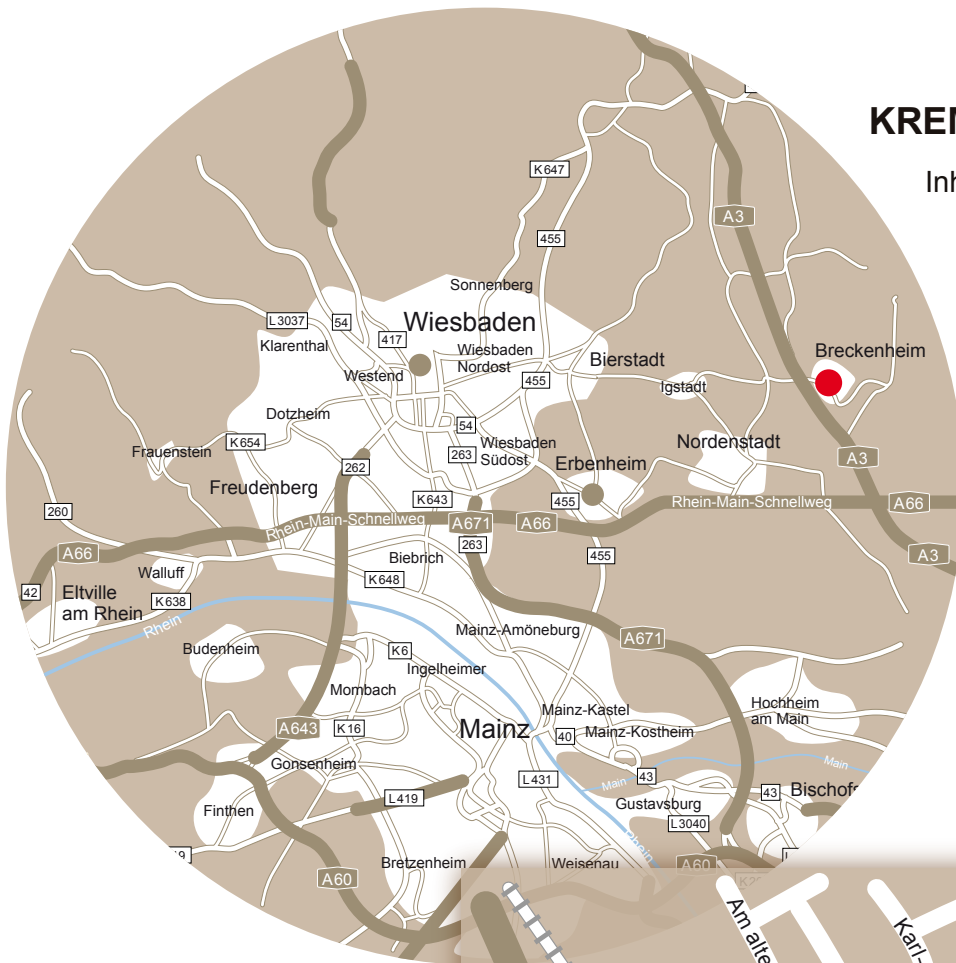 KREN
Inh
K647
A3
455
Sonnenberg
L3037
54
Wiesbaden
417
Klarenthal
Wiesbaden
Nordost
Bierstadt
Breckenheim
Westend
455
Igstadt
Dotzheim
54
K654
Wiesbaden
Südost
Nordenstadt
Frauenstein
263
Erbenheim
A3
262
Freudenberg
K643
455
Rhein-Main-Schnellweg
A66
260
Rhein-Main-Schnellweg
A671
A66
A66
263
455
A3
Biebrich
Walluff
K648
42
Eltville
am Rhein
K638
Rhein
Mainz-Amöneburg
A671
Budenheim
K6
Ingelheimer
Mombach
Hochheim
am Main
Mainz-Kastel
A643
K16
Mainz
40
Mainz-Kostheim
Gonsenheim
Main
L431
43
Main
43
Bischofs
L419
Finthen
Gustavsburg
L3040
Rhein
Bretzenheim
Weisenau
A60
A60
Am alte
Karl-